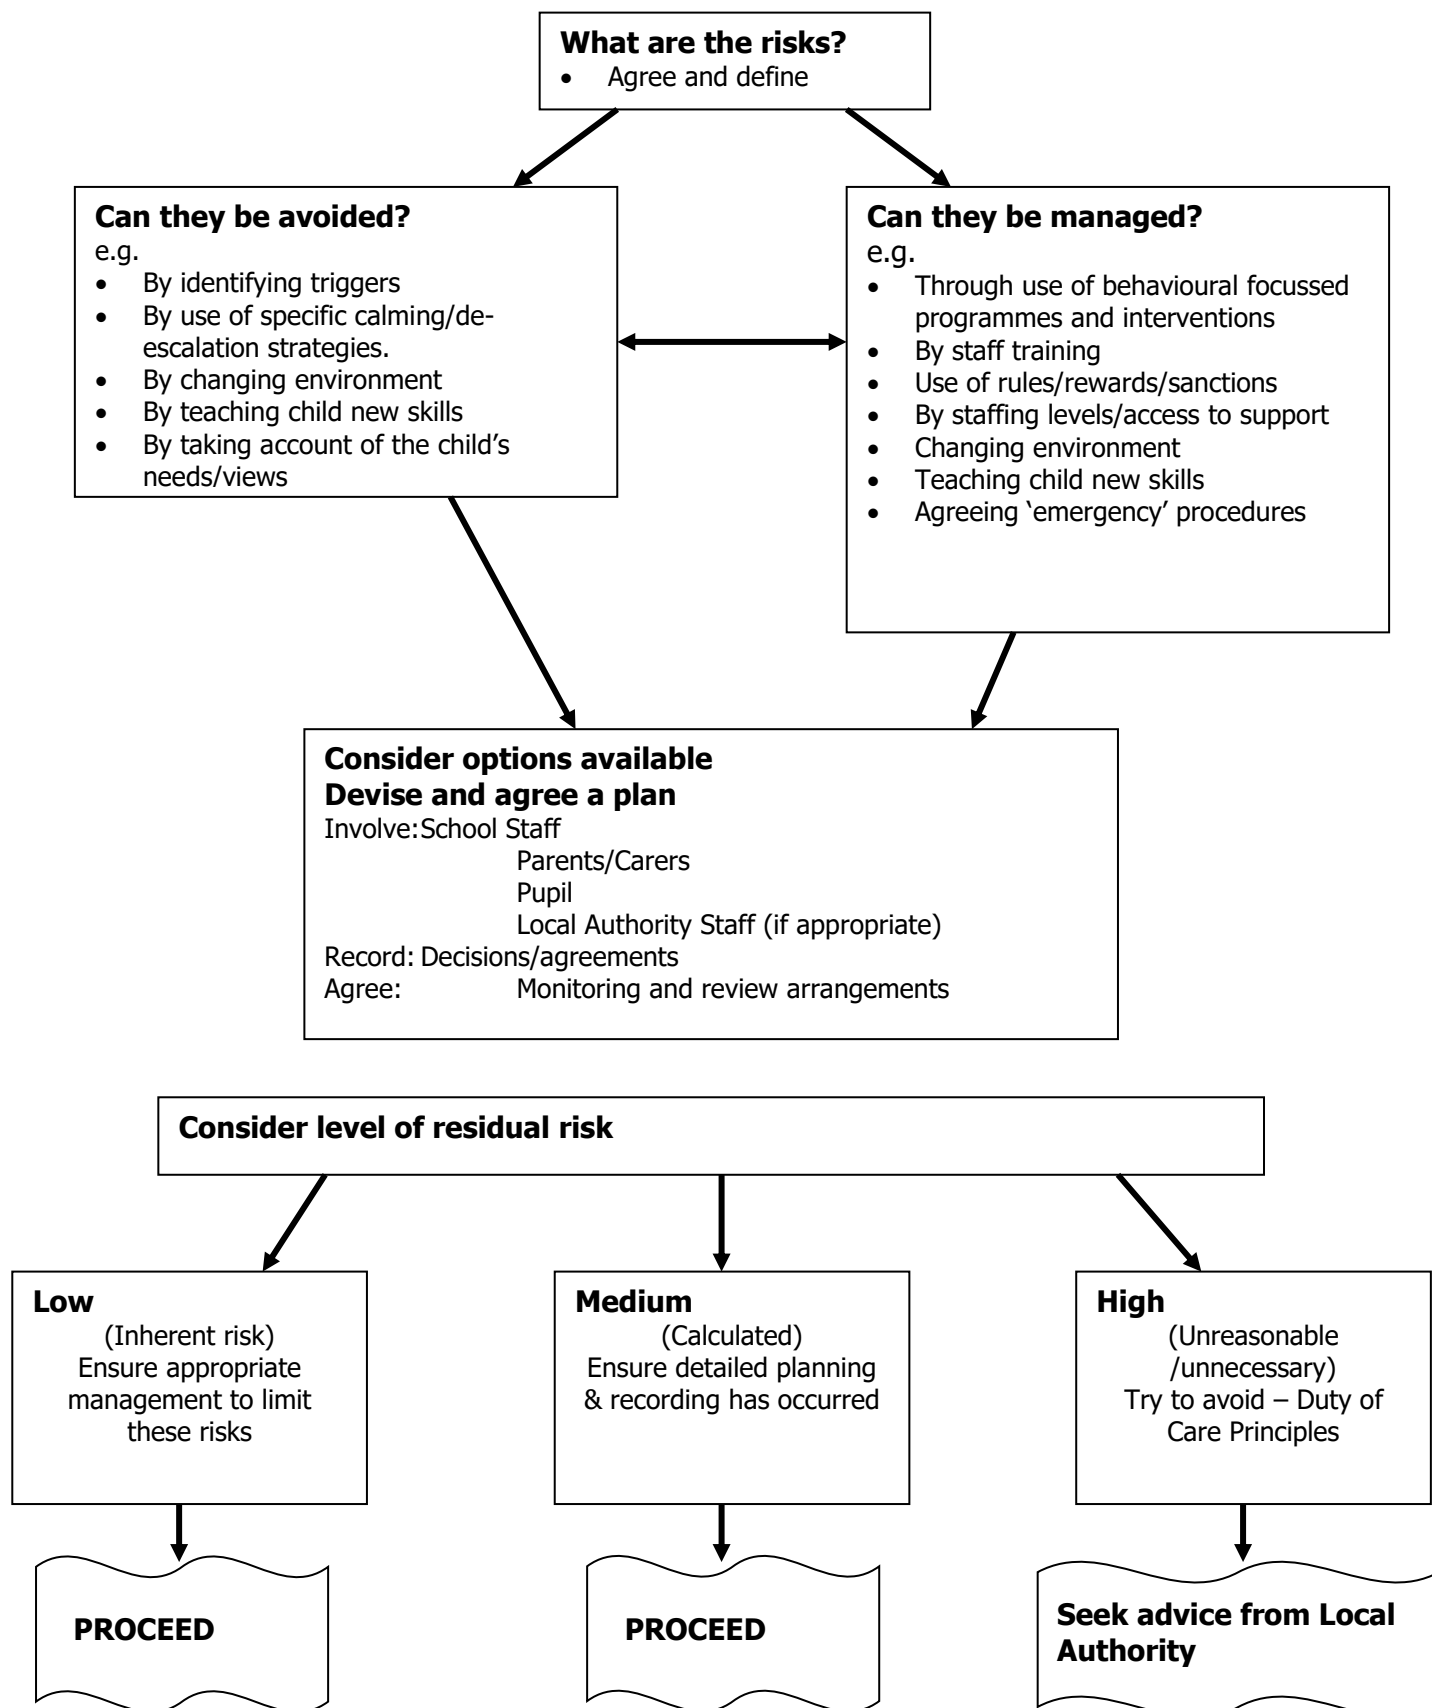 What are the risks?
• Agree and define
Can they be avoided?
e.g.
• By identifying triggers
• By use of specific calming/de-
escalation strategies.
• By changing environment
• By teaching child new skills
• By taking account of the child’s
needs/views
Can they be managed?
e.g.
• Through use of behavioural focussed
programmes and interventions
• By staff training
• Use of rules/rewards/sanctions
• By staffing levels/access to support
• Changing environment
• Teaching child new skills
• Agreeing ‘emergency’ procedures
Consider options available
Devise and agree a plan
Involve: School Staff
Parents/Carers
Pupil
Local Authority Staff (if appropriate)
Record: Decisions/agreements
Agree: Monitoring and review arrangements
Consider level of residual risk
Low
(Inherent risk)
Ensure appropriate
management to limit
these risks
Medium
(Calculated)
Ensure detailed planning
& recording has occurred
High
(Unreasonable
/unnecessary)
Try to avoid – Duty of
Care Principles
PROCEED
PROCEED
Seek advice from Local
Authority